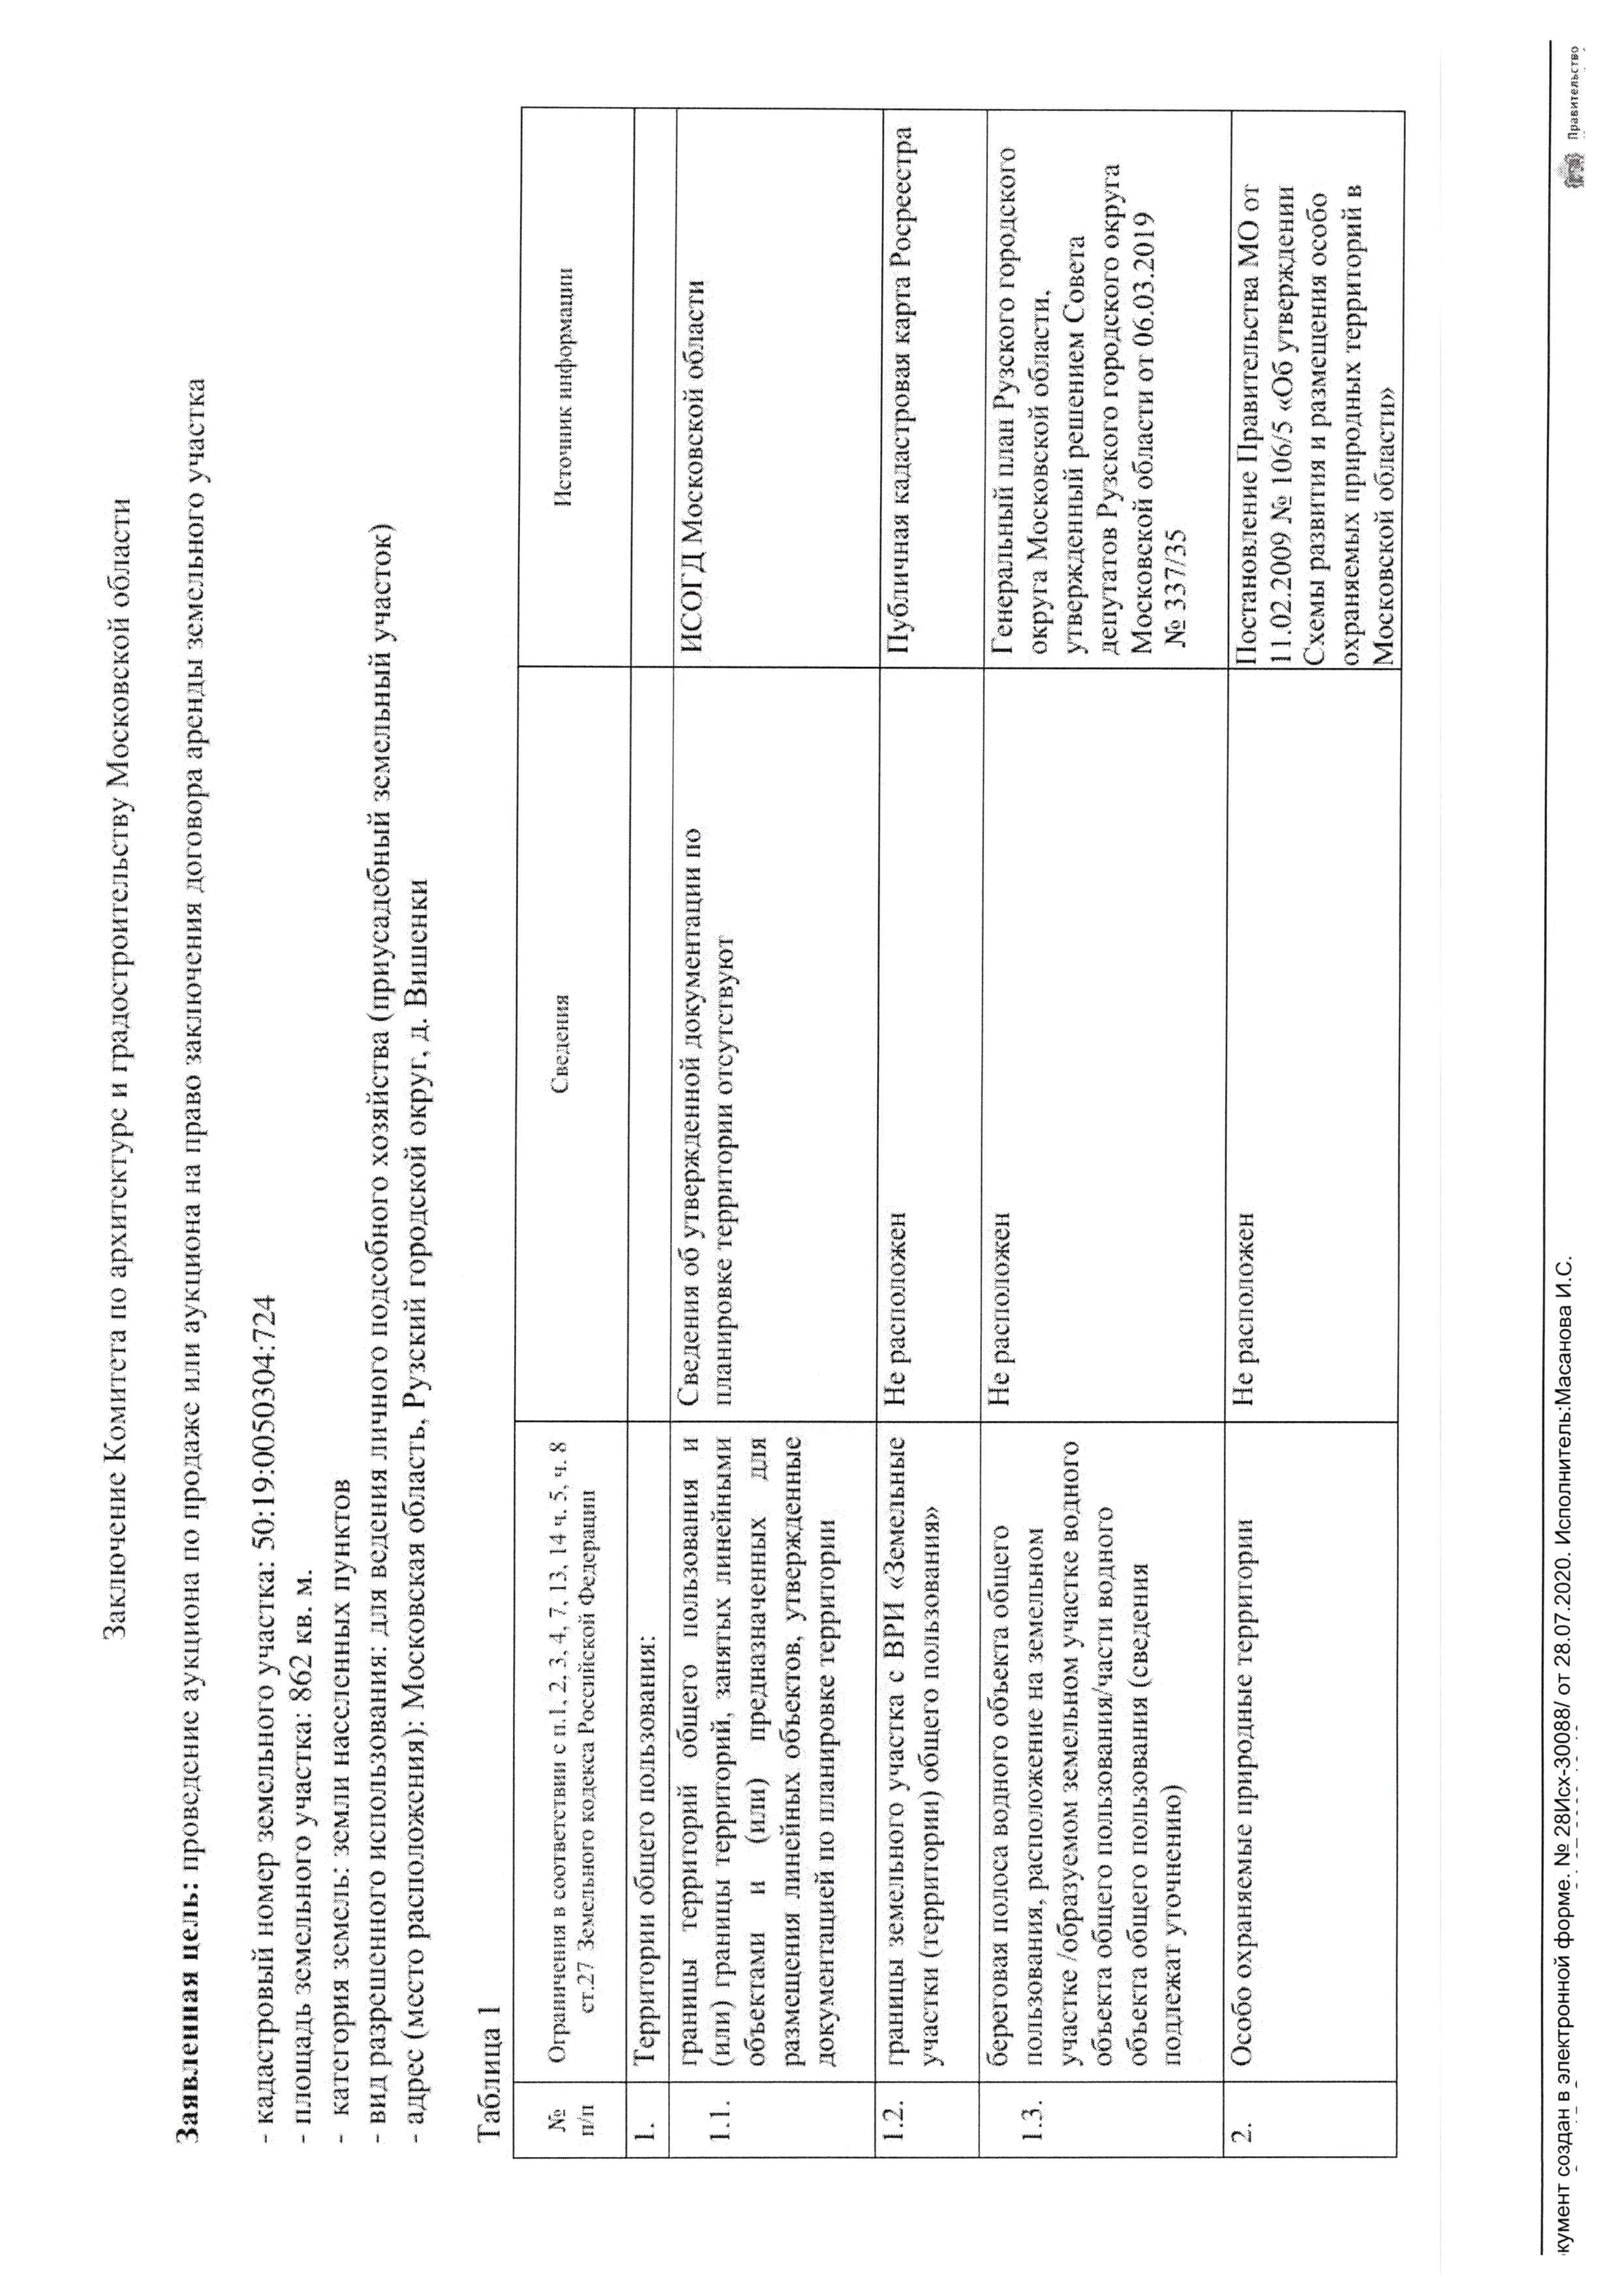 Заключение Комитета по архитектуре и градостроительству Московской области
Заявленная цель: проведение аукциона по продаже или аукциона на право заключения договора аренды земельного участка
- кадастровый номер земельного участка: 50:19:0050304:724
- площадь земельного участка: 862 кв. м.
- категория земель: земли населенных пунктов
- вид разрешенного использования: для ведения личного подсобного хозяйства (приусадебный земельный участок)
- адрес (место расположения): Московская область, Рузский городской округ, д. Вишенки
Таблица 1
№
п/п
Ограничения в соответствии с п.1, 2, 3, 4, 7, 13, 14 ч. 5, ч. 8
ст.27 Земельного кодекса Российской Федерации
Сведения
Источник информации
1.
Территории общего пользования:
1.1.
границы территорий общего пользования и
(или) границы территорий, занятых линейными
объектами и (или) предназначенных для
размещения линейных объектов, утвержденные
документацией по планировке территории
Сведения об утвержденной документации по
планировке территории отсутствуют
ИСОГД Московской области
1.2.
границы земельного участка с ВРИ «Земельные
участки (территории) общего пользования»
Не расположен
Публичная кадастровая карта Росреестра
1.3.
береговая полоса водного объекта общего
пользования, расположение на земельном
участке /образуемом земельном участке водного
объекта общего пользования/части водного
объекта общего пользования (сведения
подлежат уточнению)
Не расположен
Генеральный план Рузского городского
округа Московской области,
утвержденный решением Совета
депутатов Рузского городского округа
Московской области от 06.03.2019
№ 337/35
2.
Особо охраняемые природные территории
Не расположен
Постановление Правительства МО от
11.02.2009 № 106/5 «Об утверждении
Схемы развития и размещения особо
охраняемых природных территорий в
Московской области»
кумент создан в электронной форме. № 28Исх-30088/ от 28.07.2020. Исполнитель:Масанова И.С.
Правительство